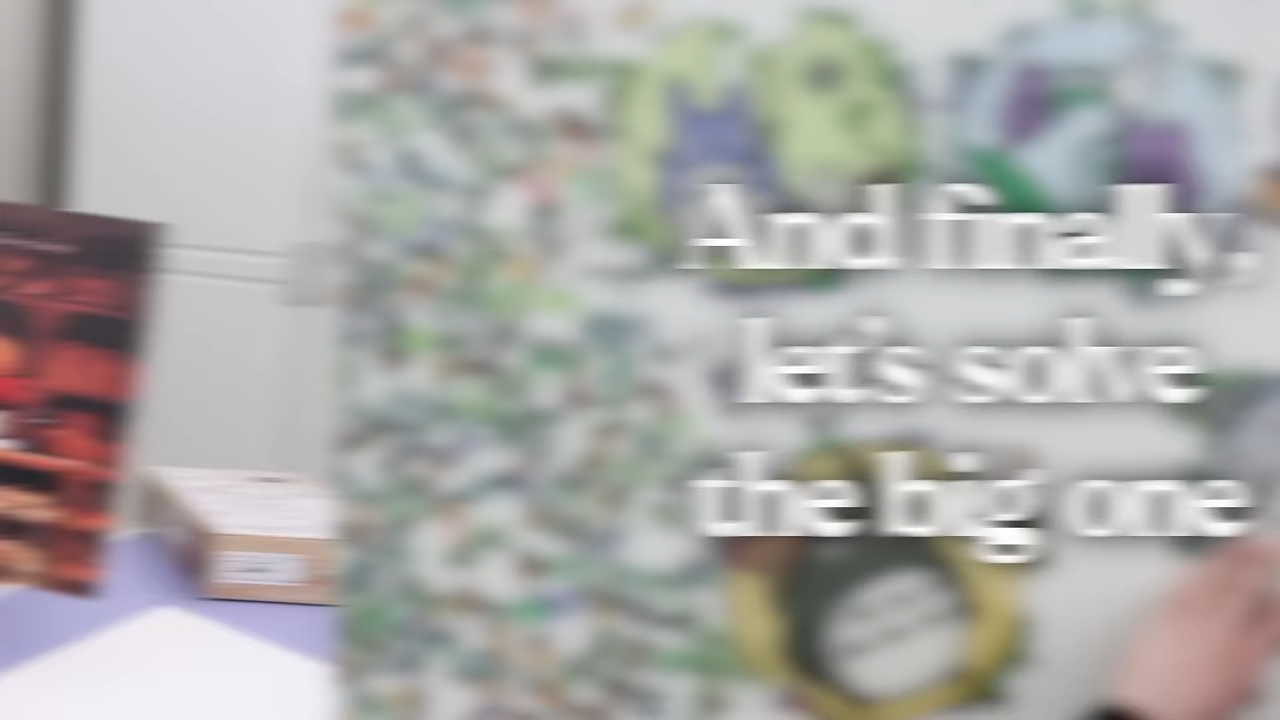 And finally,
let's solve
the big one